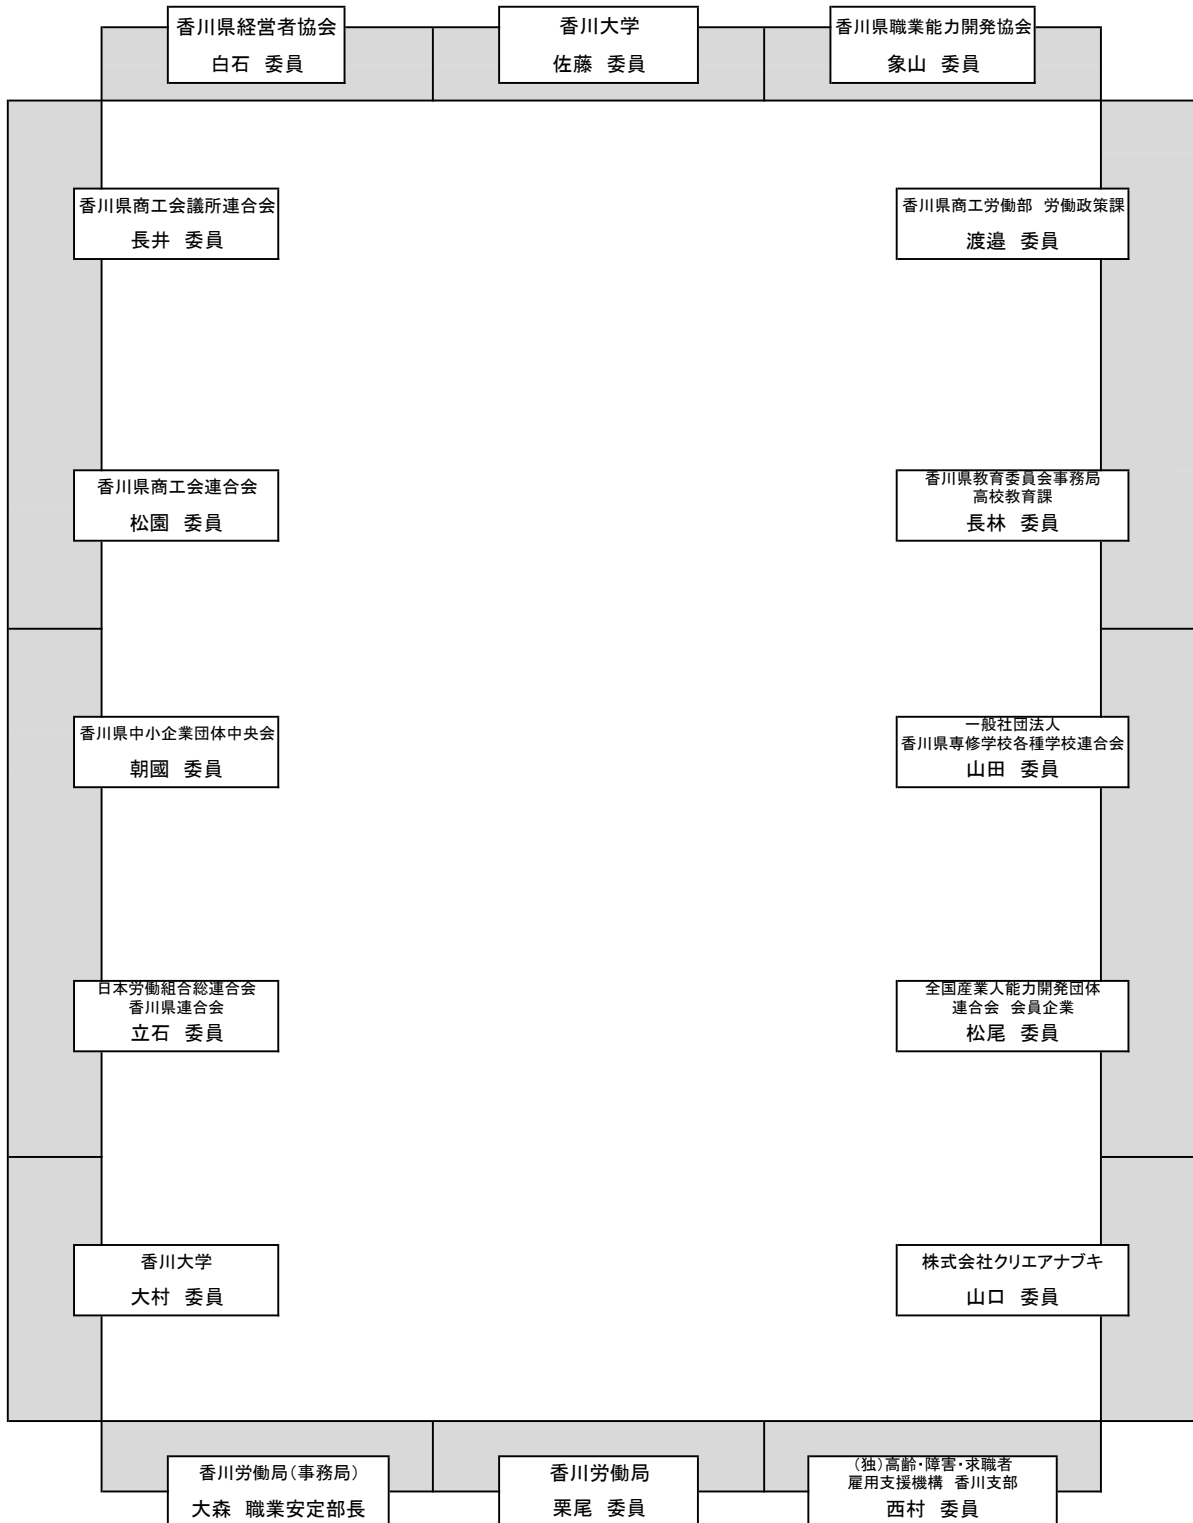 香川県経営者協会
白石 委員
香川大学
佐藤 委員
香川県職業能力開発協会
象山 委員
香川県商工会議所連合会
長井 委員
香川県商工労働部 労働政策課
渡邉 委員
香川県商工会連合会
松園 委員
香川県教育委員会事務局
高校教育課
長林 委員
香川県中小企業団体中央会
朝國 委員
一般社団法人
香川県専修学校各種学校連合会
山田 委員
日本労働組合総連合会
香川県連合会
立石 委員
全国産業人能力開発団体
連合会 会員企業
松尾 委員
香川大学
大村 委員
株式会社クリエアナブキ
山口 委員
香川労働局(事務局)
大森 職業安定部長
香川労働局
栗尾 委員
(独)高齢・障害・求職者
雇用支援機構 香川支部
西村 委員